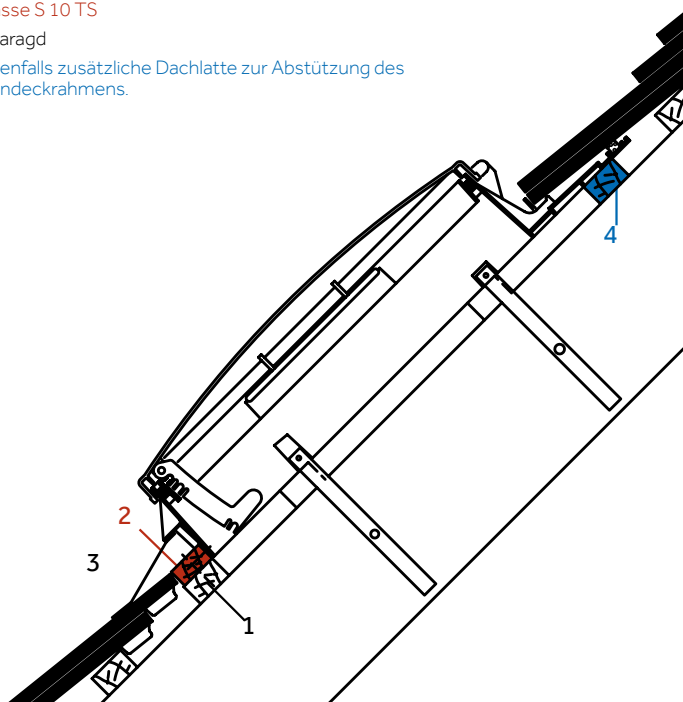 sse S 10 TS
aragd
enfalls zusätzliche Dachlatte zur Abstützung des
ndeckrahmens.
4
2
3
1